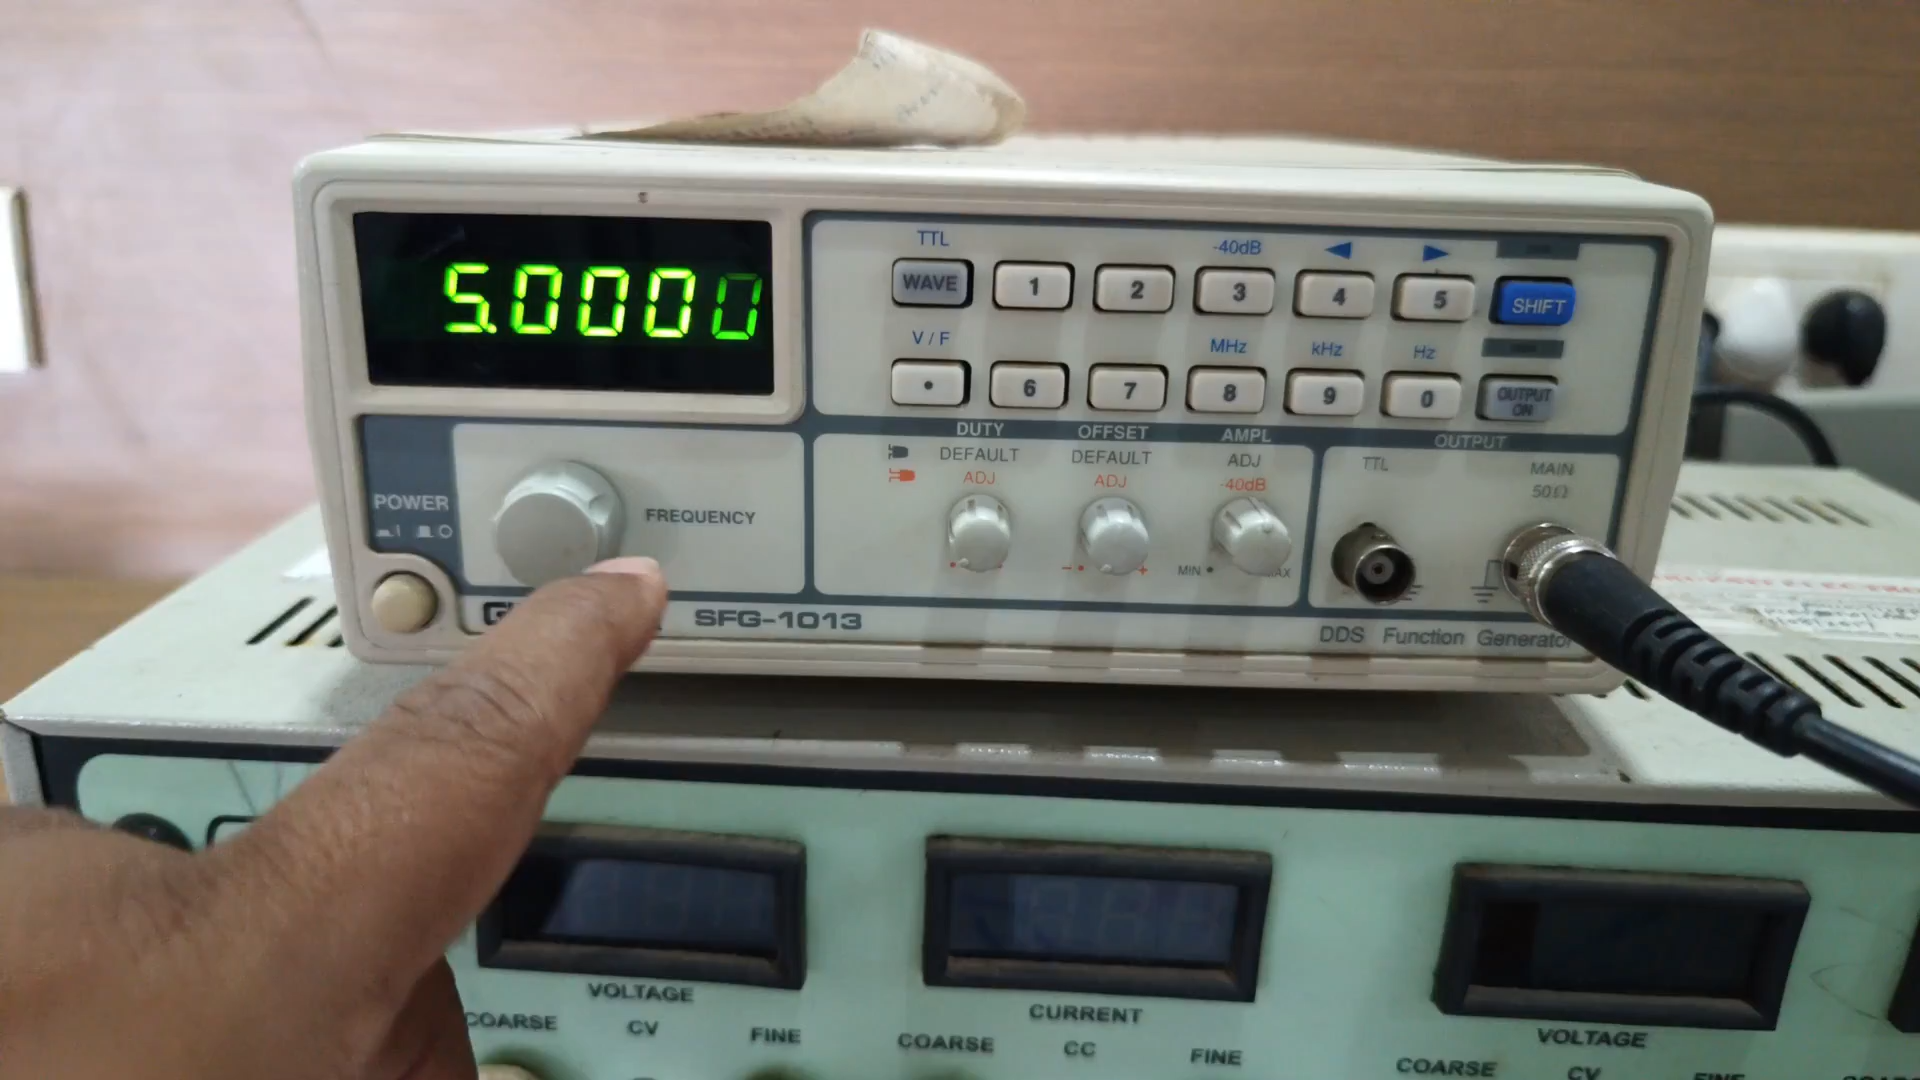 5.0000
TTL
-40dB
WAVE 1 2 3 4 5 SHIFT
V / F
MHz kHz Hz
• 6 7 8 9 0 OUTPUT ON
DUTY OFFSET AMPL OUTPUT
DEFAULT DEFAULT ADJ TTL MAIN
ADJ ADJ -40dB 50Ω
POWER
FREQUENCY
MIN MAX
SFG-1013
DDS Function Generator
VOLTAGE CURRENT VOLTAGE
COARSE CV FINE COARSE CC FINE COARSE CV FINE